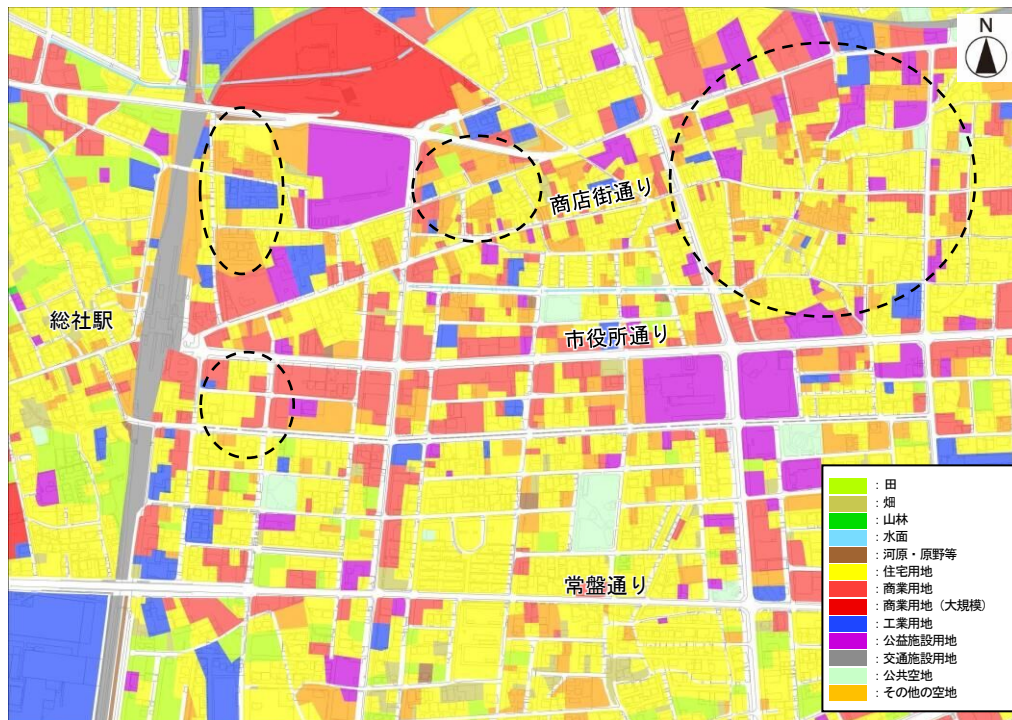 N
商店街通り
総社駅
市役所通り
常盤通り
：田
：畑
：山林
：水面
：河原・原野等
：住宅用地
：商業用地
：商業用地（大規模）
：工業用地
：公益施設用地
：交通施設用地
：公共空地
：その他の空地